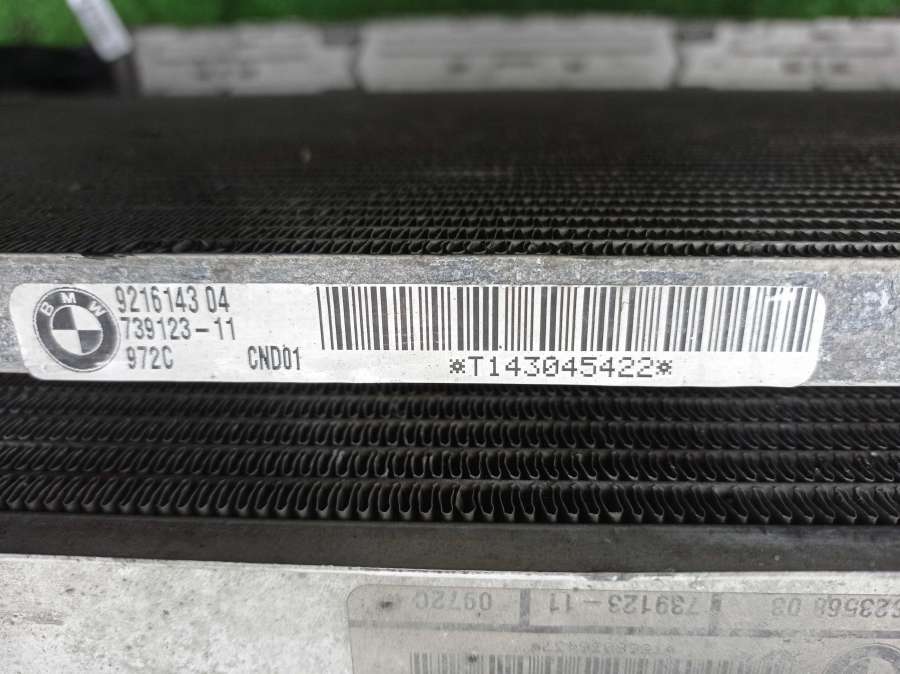 BMW
9216143 04
739123-11
972C CND01
*T143045422*
0972C 739123-11